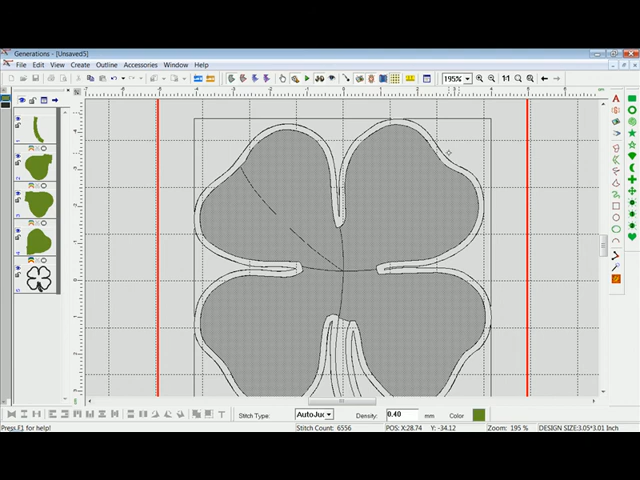 Generations - [Unsaved5]
File Edit View Create Outline Accessories Window Help
195% 1:1
Stitch Type: AutoJu Density: 0.40 mm Color
Press F1 for help! Stitch Count: 6556 POS: X:28.74 Y: -34.12 Zoom: 195 % DESIGN SIZE:3.05*3.01 Inch